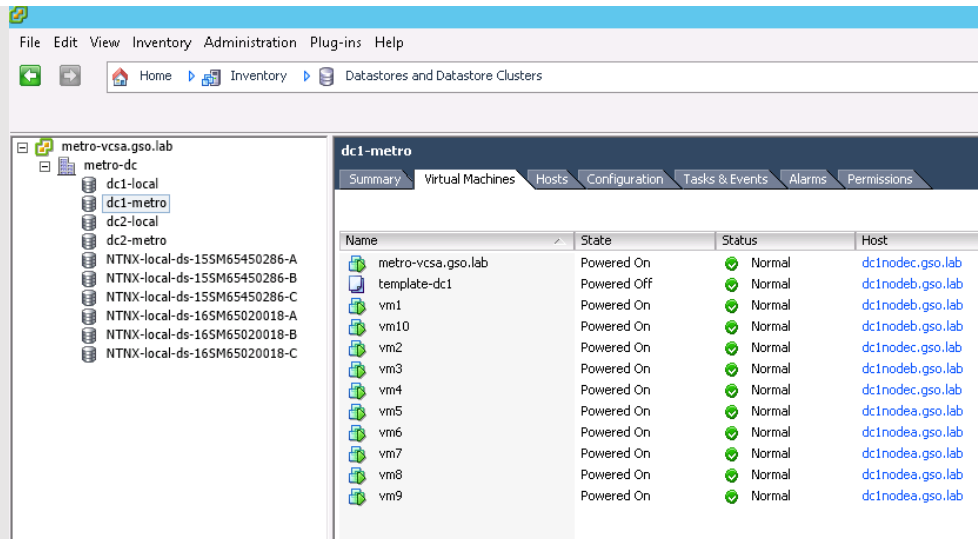 File Edit View Inventory Administration Plug-ins Help
Home Inventory Datastores and Datastore Clusters
metro-vcsa.gso.lab
metro-dc
dc1-local
dc1-metro
dc2-local
dc2-metro
NTNX-local-ds-15SM65450286-A
NTNX-local-ds-15SM65450286-B
NTNX-local-ds-15SM65450286-C
NTNX-local-ds-16SM65020018-A
NTNX-local-ds-16SM65020018-B
NTNX-local-ds-16SM65020018-C
dc1-metro
Summary Virtual Machines Hosts Configuration Tasks & Events Alarms Permissions
Name State Status Host
metro-vcsa.gso.lab Powered On Normal dc1nodec.gso.lab
template-dc1 Powered Off Normal dc1nodeb.gso.lab
vm1 Powered On Normal dc1nodeb.gso.lab
vm10 Powered On Normal dc1nodeb.gso.lab
vm2 Powered On Normal dc1nodec.gso.lab
vm3 Powered On Normal dc1nodeb.gso.lab
vm4 Powered On Normal dc1nodec.gso.lab
vm5 Powered On Normal dc1nodea.gso.lab
vm6 Powered On Normal dc1nodea.gso.lab
vm7 Powered On Normal dc1nodea.gso.lab
vm8 Powered On Normal dc1nodea.gso.lab
vm9 Powered On Normal dc1nodea.gso.lab